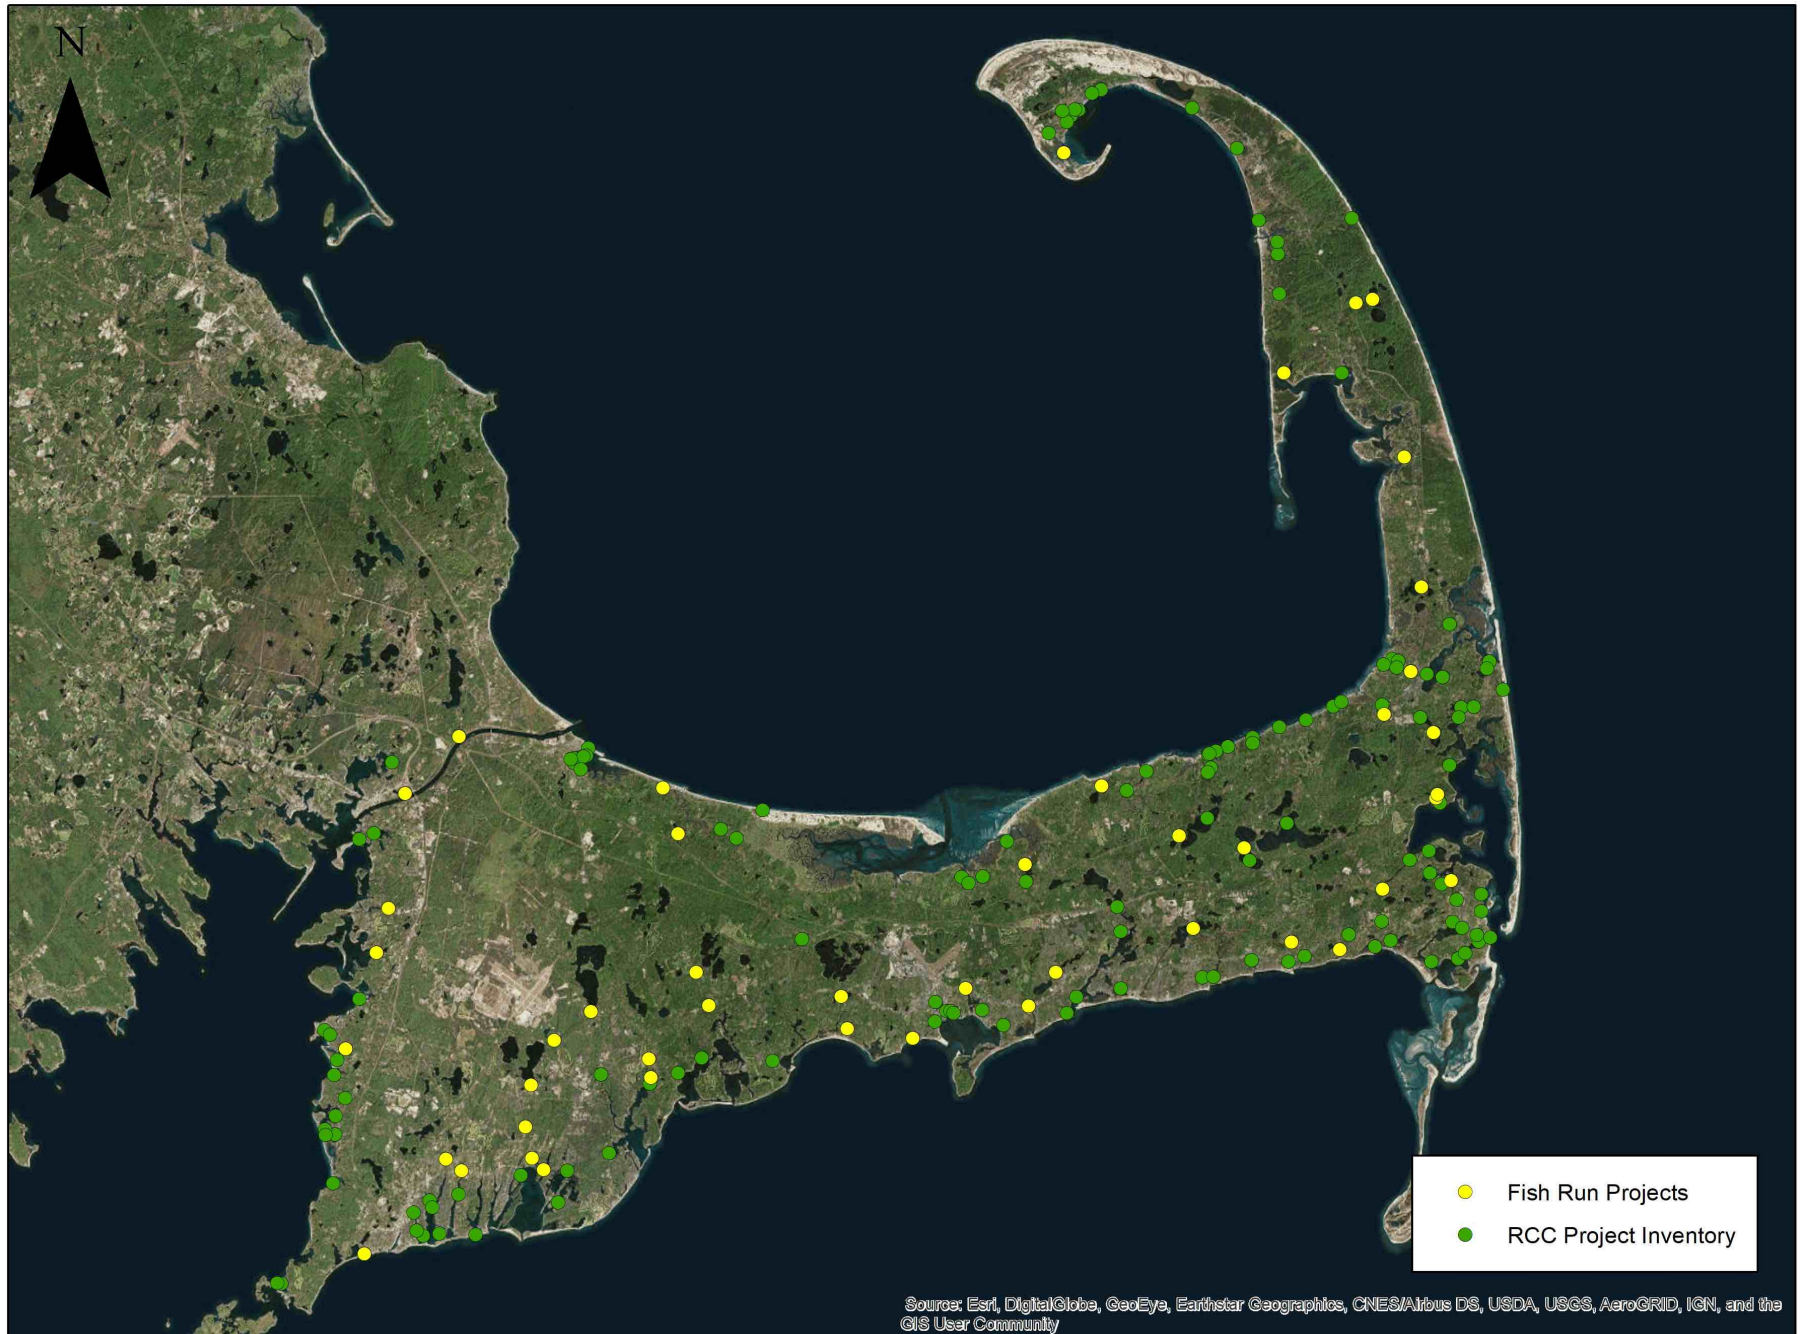 N
Fish Run Projects
RCC Project Inventory
Source: Esri, DigitalGlobe, GeoEye, Earthstar Geographics, CNES/Airbus DS, USDA, USGS, AeroGRID, IGN, and the
GIS User Community